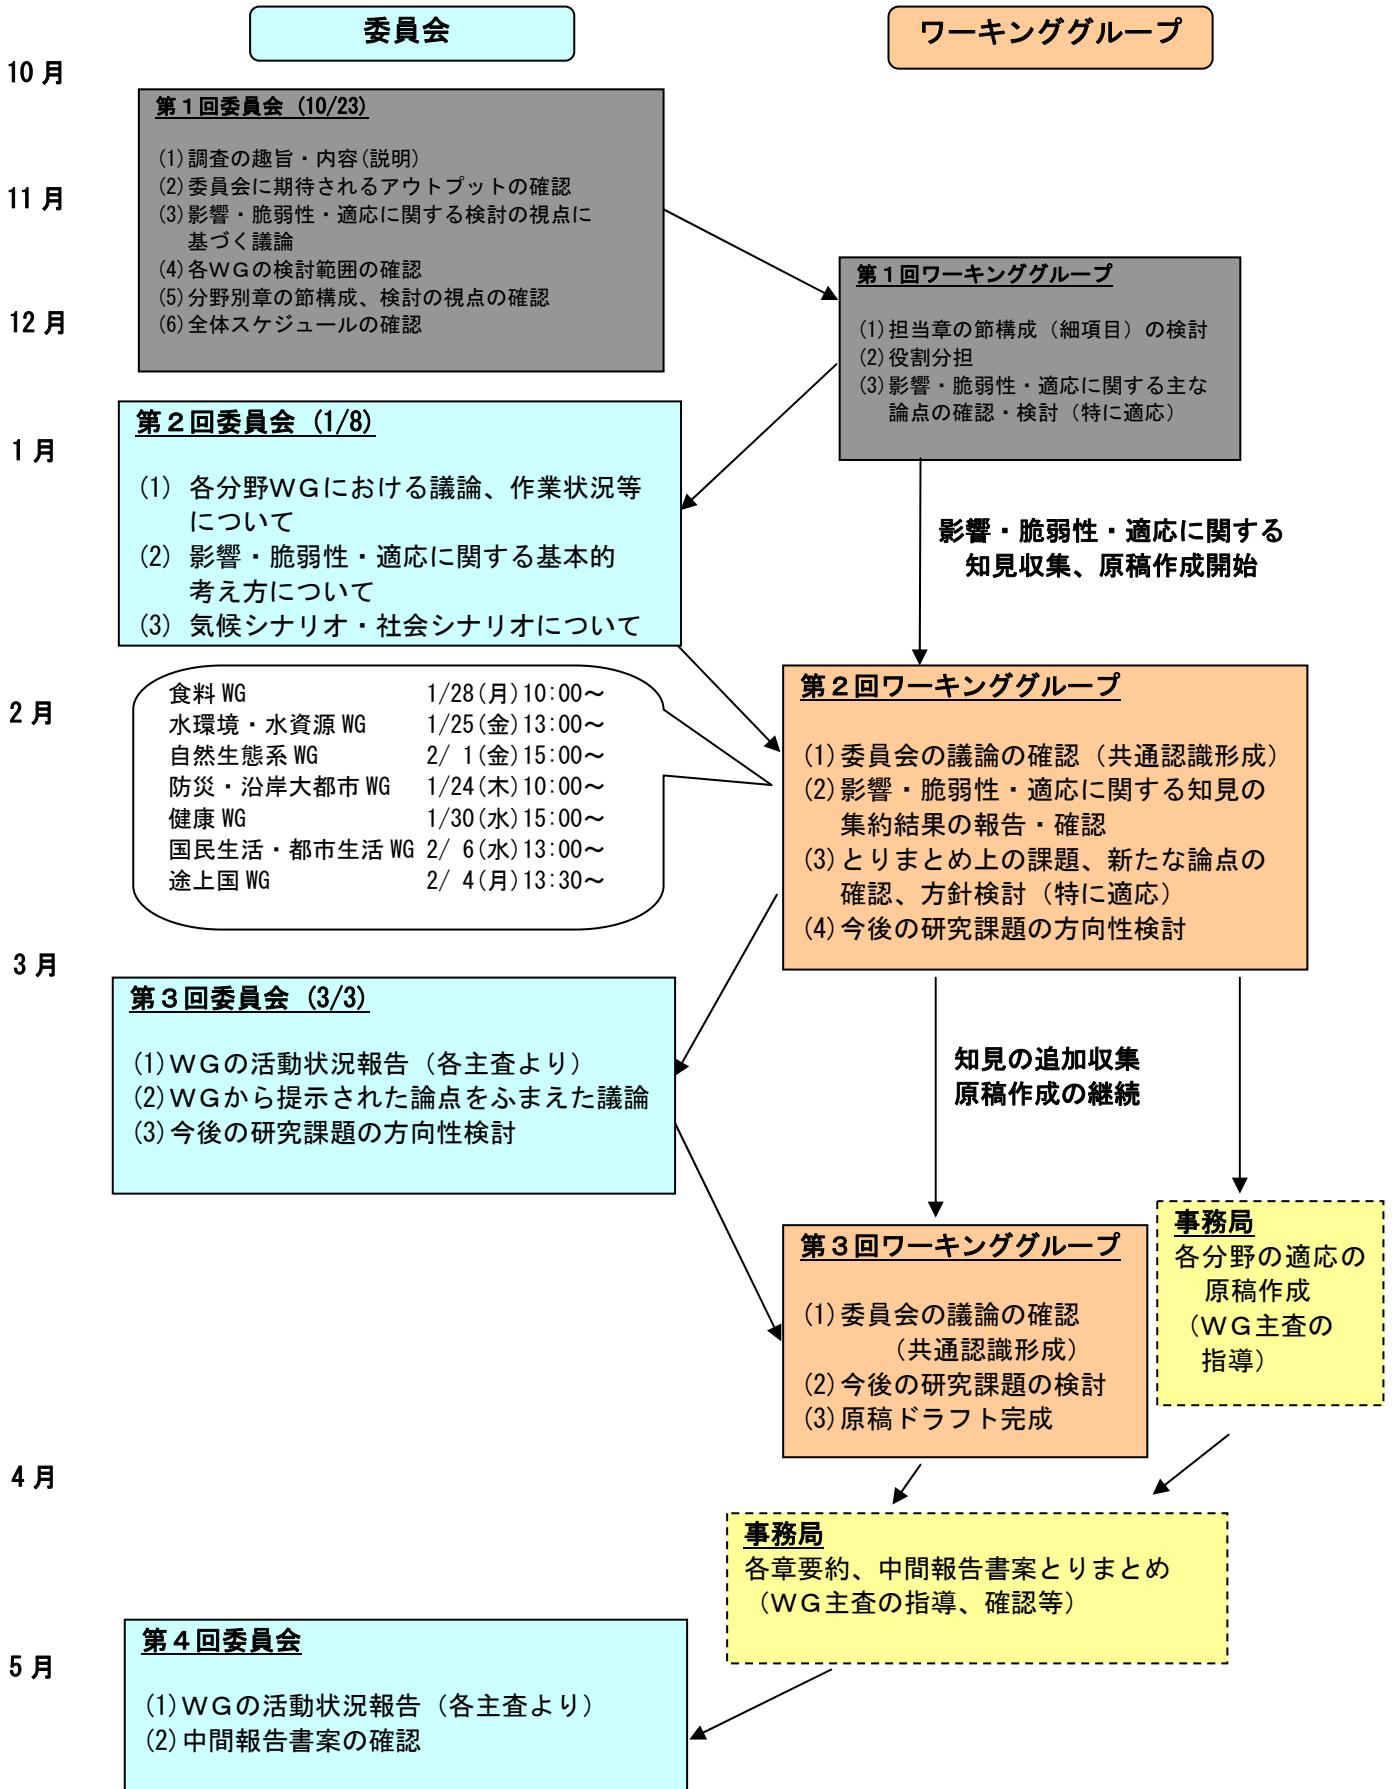 委員会
ワーキンググループ
10 月
第１回委員会 (10/23)
(1)調査の趣旨・内容(説明)
(2)委員会に期待されるアウトプットの確認
(3)影響・脆弱性・適応に関する検討の視点に
基づく議論
(4)各ＷＧの検討範囲の確認
(5)分野別章の節構成、検討の視点の確認
(6)全体スケジュールの確認
11 月
第１回ワーキンググループ
(1)担当章の節構成（細項目）の検討
(2)役割分担
(3)影響・脆弱性・適応に関する主な
論点の確認・検討（特に適応）
12 月
第２回委員会 (1/8)
(1) 各分野ＷＧにおける議論、作業状況等
について
(2) 影響・脆弱性・適応に関する基本的
考え方について
(3) 気候シナリオ・社会シナリオについて
1 月
影響・脆弱性・適応に関する
知見収集、原稿作成開始
食料 WG 1/28(月)10:00～
水環境・水資源 WG 1/25(金)13:00～
自然生態系 WG 2/ 1(金)15:00～
防災・沿岸大都市 WG 1/24(木)10:00～
健康 WG 1/30(水)15:00～
国民生活・都市生活 WG 2/ 6(水)13:00～
途上国 WG 2/ 4(月)13:30～
2 月
第２回ワーキンググループ
(1)委員会の議論の確認（共通認識形成）
(2)影響・脆弱性・適応に関する知見の
集約結果の報告・確認
(3)とりまとめ上の課題、新たな論点の
確認、方針検討（特に適応）
(4)今後の研究課題の方向性検討
3 月
第３回委員会 (3/3)
(1)ＷＧの活動状況報告（各主査より）
(2)ＷＧから提示された論点をふまえた議論
(3)今後の研究課題の方向性検討
知見の追加収集
原稿作成の継続
第３回ワーキンググループ
(1)委員会の議論の確認
（共通認識形成）
(2)今後の研究課題の検討
(3)原稿ドラフト完成
事務局
各分野の適応の
原稿作成
（ＷＧ主査の
指導）
4 月
事務局
各章要約、中間報告書案とりまとめ
（ＷＧ主査の指導、確認等）
5 月
第４回委員会
(1)ＷＧの活動状況報告（各主査より）
(2)中間報告書案の確認